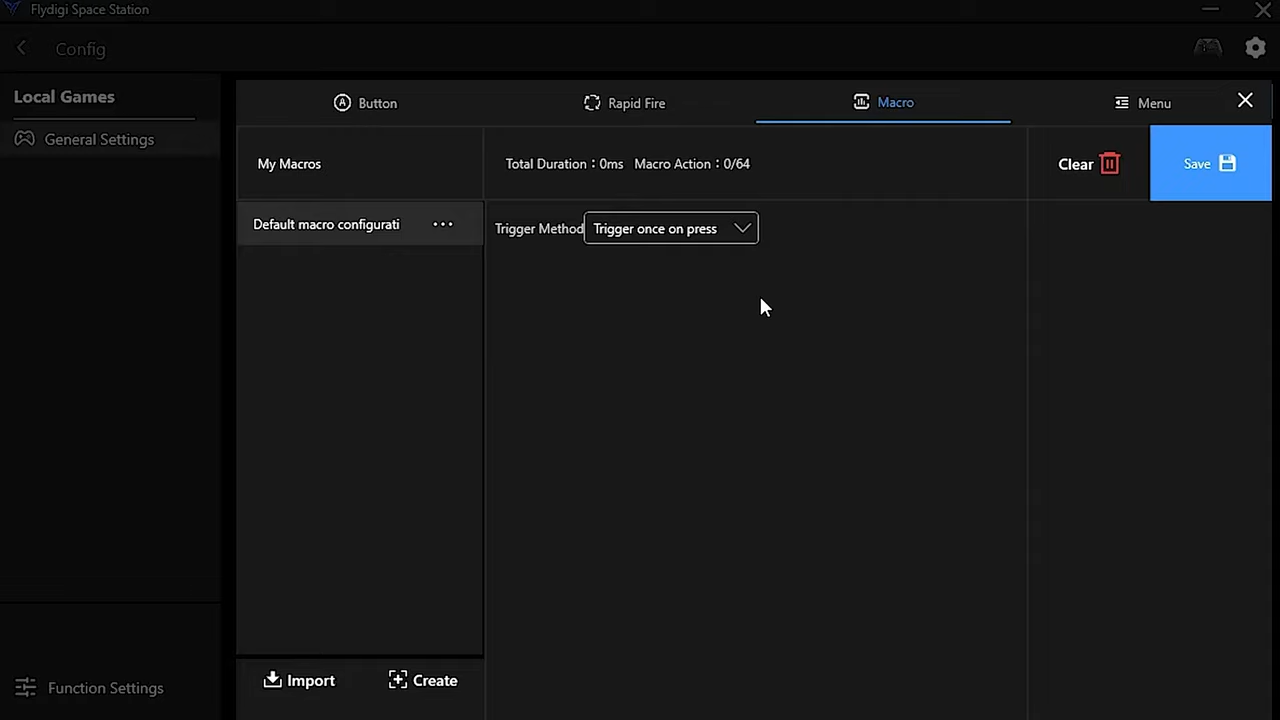 Flydigi Space Station
Config
Local Games
General Settings
Button
Rapid Fire
Macro
Menu
My Macros
Total Duration：0ms Macro Action：0/64
Clear
Save
Default macro configurati ...
Trigger Method Trigger once on press
Import
Create
Function Settings